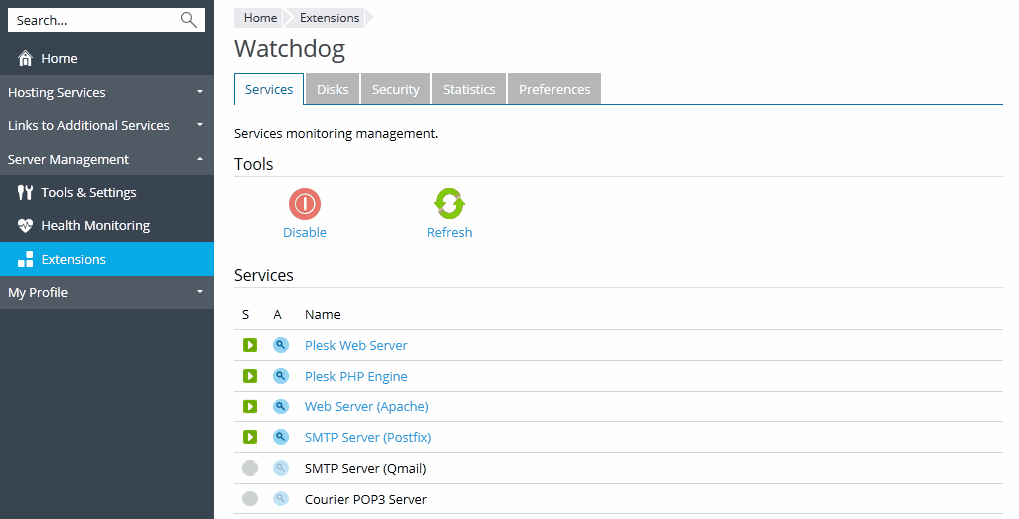 Search...
Home
Hosting Services
Links to Additional Services
Server Management
Tools & Settings
Health Monitoring
Extensions
My Profile
Home Extensions
Watchdog
Services Disks Security Statistics Preferences
Services monitoring management.
Tools
Disable Refresh
Services
S A Name
Plesk Web Server
Plesk PHP Engine
Web Server (Apache)
SMTP Server (Postfix)
SMTP Server (Qmail)
Courier POP3 Server